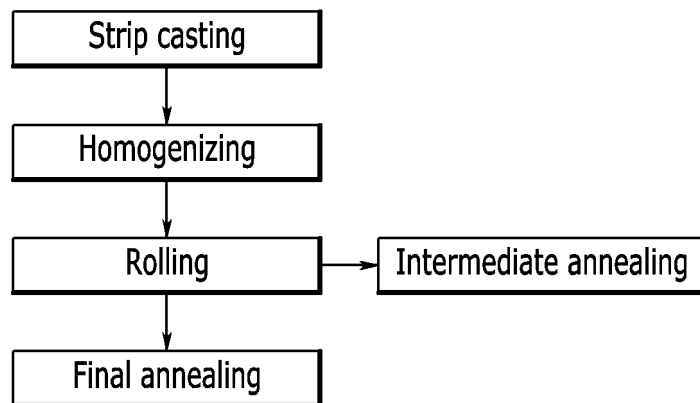 Strip casting
Homogenizing
Rolling
Intermediate annealing
Final annealing